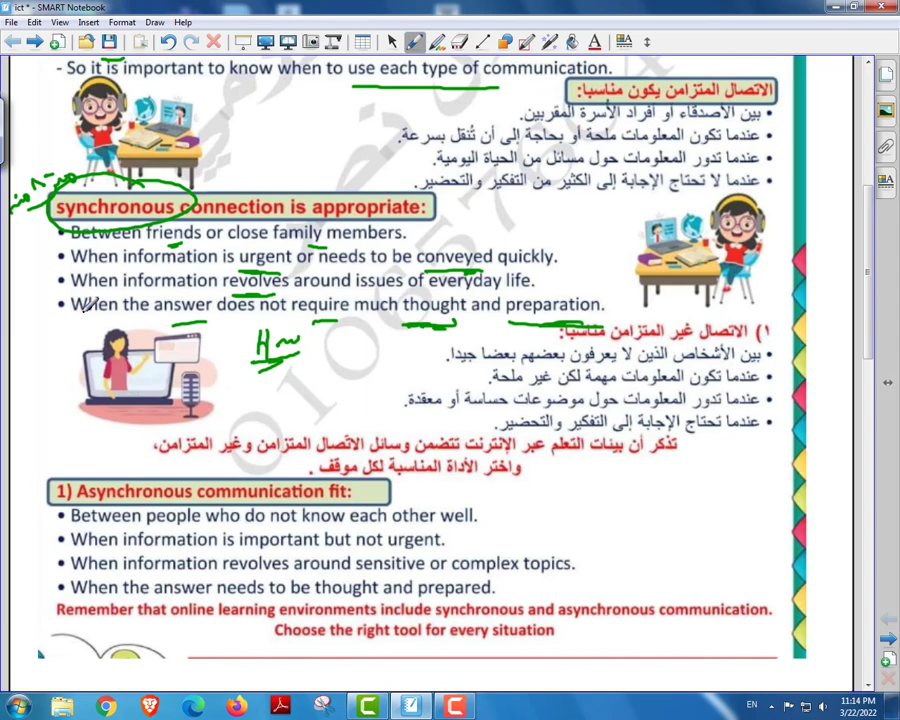 ict * - SMART Notebook
File Edit View Insert Format Draw Help
- So it is important to know when to use each type of communication.
الاتصال المتزامن يكون مناسبا:
بين الأصدقاء أو أفراد الأسرة المقربين. •
عندما تكون المعلومات ملحة أو بحاجة إلى أن تُنقل بسرعة. •
عندما تدور المعلومات حول مسائل من الحياة اليومية. •
عندما لا تحتاج الإجابة إلى الكثير من التفكير والتحضير. •
synchronous connection is appropriate:
• Between friends or close family members.
• When information is urgent or needs to be conveyed quickly.
• When information revolves around issues of everyday life.
• When the answer does not require much thought and preparation.
١) الاتصال غير المتزامن مناسبا:
بين الأشخاص الذين لا يعرفون بعضهم بعضا جيدا. •
عندما تكون المعلومات مهمة لكن غير ملحة. •
عندما تدور المعلومات حول موضوعات حساسة أو معقدة. •
عندما تحتاج الإجابة إلى التفكير والتحضير. •
تذكر أن بيئات التعلم عبر الإنترنت تتضمن وسائل الاتّصال المتزامن وغير المتزامن،
واختر الأداة المناسبة لكل موقف .
1) Asynchronous communication fit:
• Between people who do not know each other well.
• When information is important but not urgent.
• When information revolves around sensitive or complex topics.
• When the answer needs to be thought and prepared.
Remember that online learning environments include synchronous and asynchronous communication.
Choose the right tool for every situation
EN
11:14 PM
3/22/2022